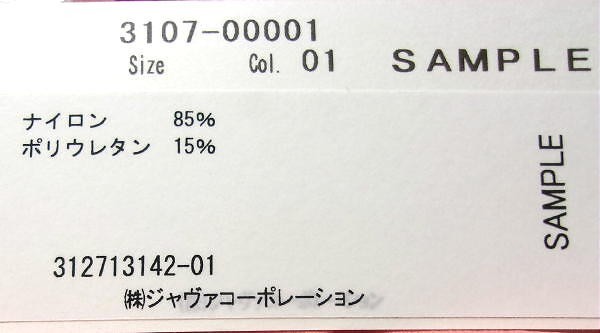 3107-00001
Size Col. 01 SAMPLE
ナイロン 85%
ポリウレタン 15%
SAMPLE
312713142-01
㈱ジャヴァコーポレーション